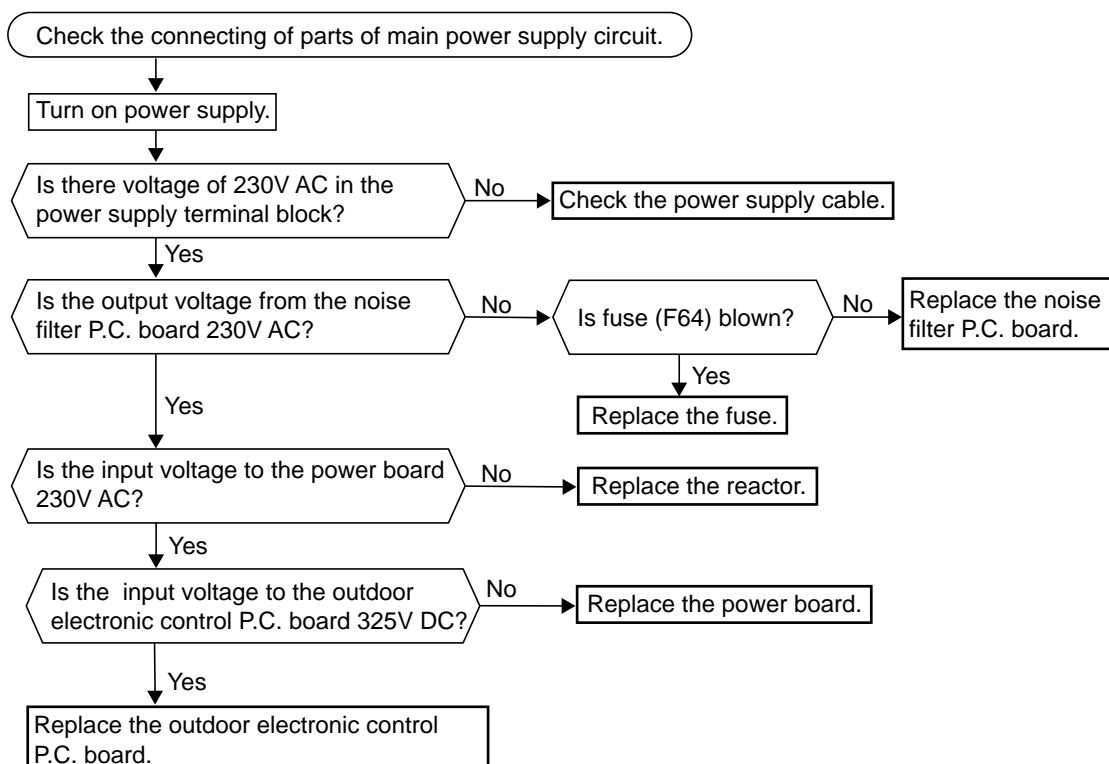 Check the connecting of parts of main power supply circuit.
Turn on power supply.
Is there voltage of 230V AC in the
power supply terminal block?
No
Check the power supply cable.
Yes
Is the output voltage from the noise
filter P.C. board 230V AC?
No
Is fuse (F64) blown?
No
Replace the noise
filter P.C. board.
Yes
Replace the fuse.
Yes
Is the input voltage to the power board
230V AC?
No
Replace the reactor.
Yes
Is the  input voltage to the outdoor
electronic control P.C. board 325V DC?
No
Replace the power board.
Yes
Replace the outdoor electronic control
P.C. board.